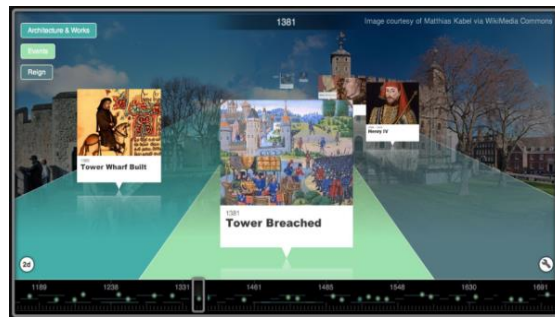 1381
Image courtesy of Matthias Kabel via WikiMedia Commons
Architecture & Works
Events
Reign
Henry IV
Tower Wharf Built
1381
Tower Breached
2d
1189
1238
1331
1461
1485
1548
1630
1691